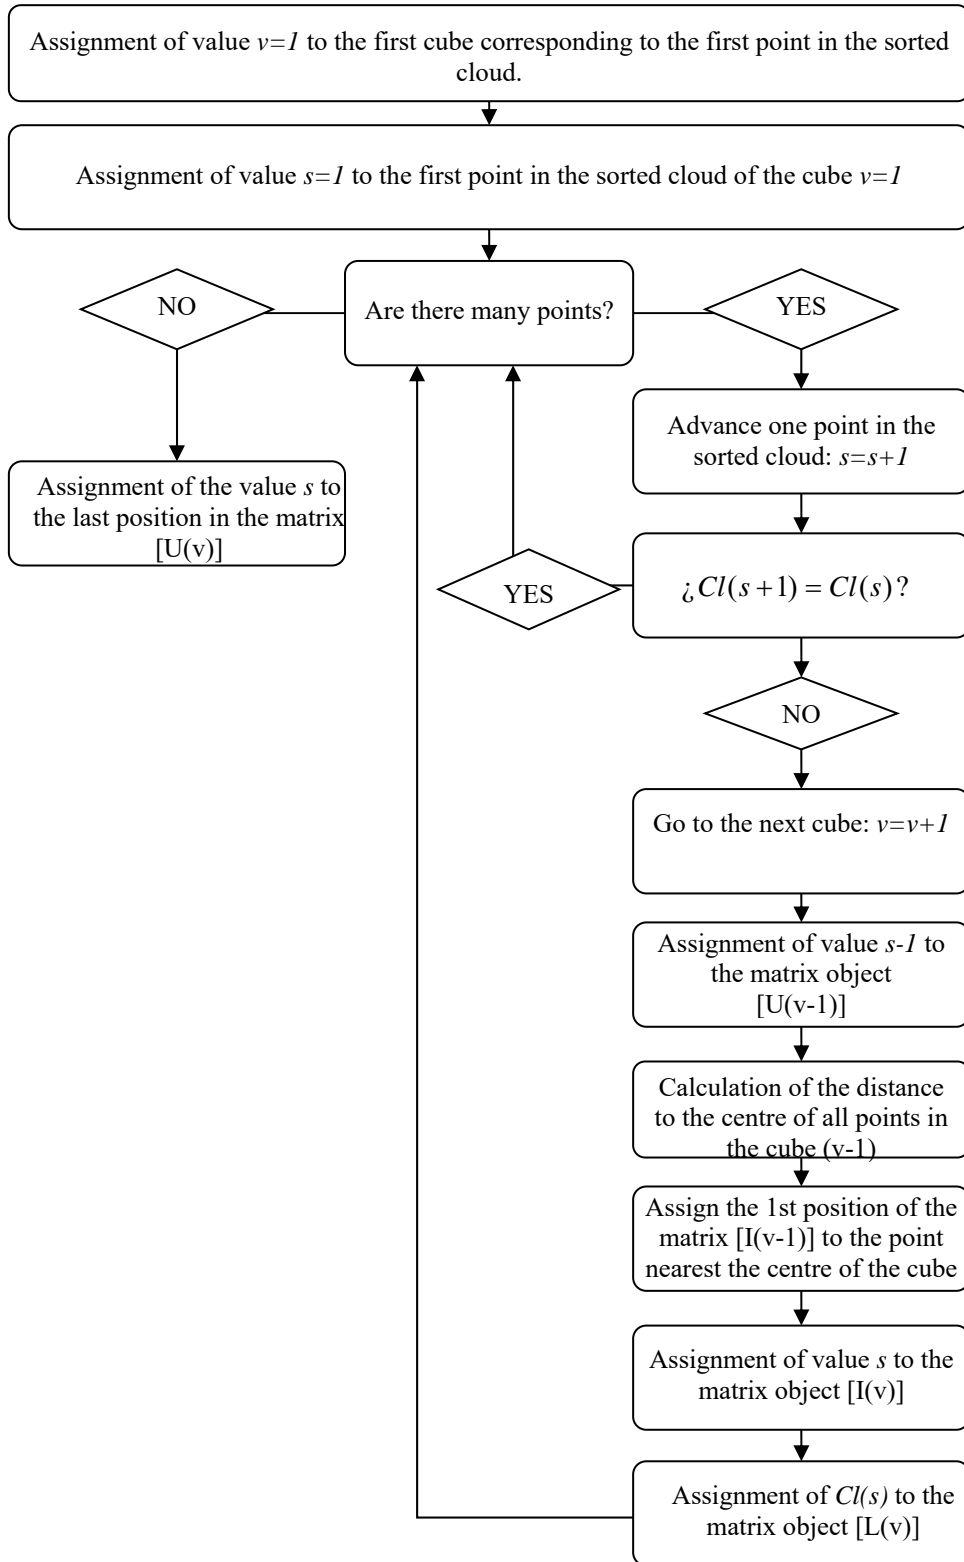 Assignment of value v=1 to the first cube corresponding to the first point in the sorted
cloud.
Assignment of value s=1 to the first point in the sorted cloud of the cube v=1
NO
Are there many points?
YES
Advance one point in the
sorted cloud: s=s+1
Assignment of the value s to
the last position in the matrix
[U(v)]
YES
¿Cl(s+1) = Cl(s)?
NO
Go to the next cube: v=v+1
Assignment of value s-1 to
the matrix object
[U(v-1)]
Calculation of the distance
to the centre of all points in
the cube (v-1)
Assign the 1st position of the
matrix [I(v-1)] to the point
nearest the centre of the cube
Assignment of value s to the
matrix object [I(v)]
Assignment of Cl(s) to the
matrix object [L(v)]